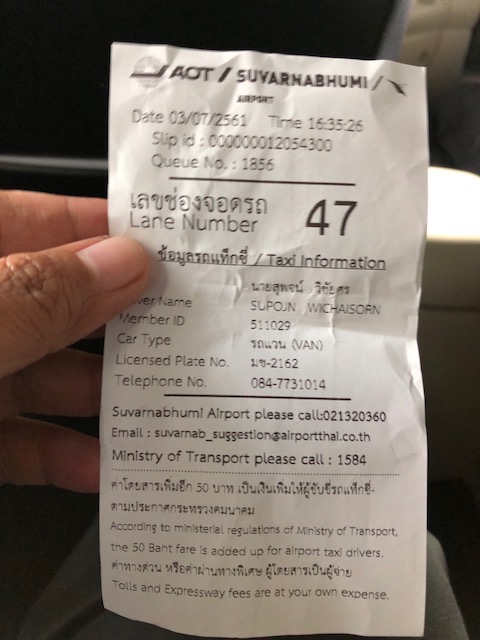 AOT / SUVARNABHUMI /
AIRPORT
Date 03/07/2561 Time 16:35:26
Slip id : 000000012054300
Queue No. : 1856
เลขช่องจอดรถ
Lane Number 47
ข้อมูลรถแท็กซี่ / Taxi Information
นายสุพจน์ วิชัยศร
Name SUPOJN WICHAISORN
Member ID 511029
Car Type รถแวน (VAN)
Licensed Plate No. มข-2162
Telephone No. 084-7731014
Suvarnabhumi Airport please call:021320360
Email : suvarnab_suggestion@airportthai.co.th
Ministry of Transport please call : 1584
ค่าโดยสารเพิ่มอีก 50 บาท เป็นเงินเพิ่มให้ผู้ขับขี่รถแท็กซี่-
ตามประกาศกระทรวงคมนาคม
According to ministerial regulations of Ministry of Transport,
the 50 Baht fare is added up for airport taxi drivers.
ค่าทางด่วน หรือค่าผ่านทางพิเศษ ผู้โดยสารเป็นผู้จ่าย
Tolls and Expressway fees are at your own expense.